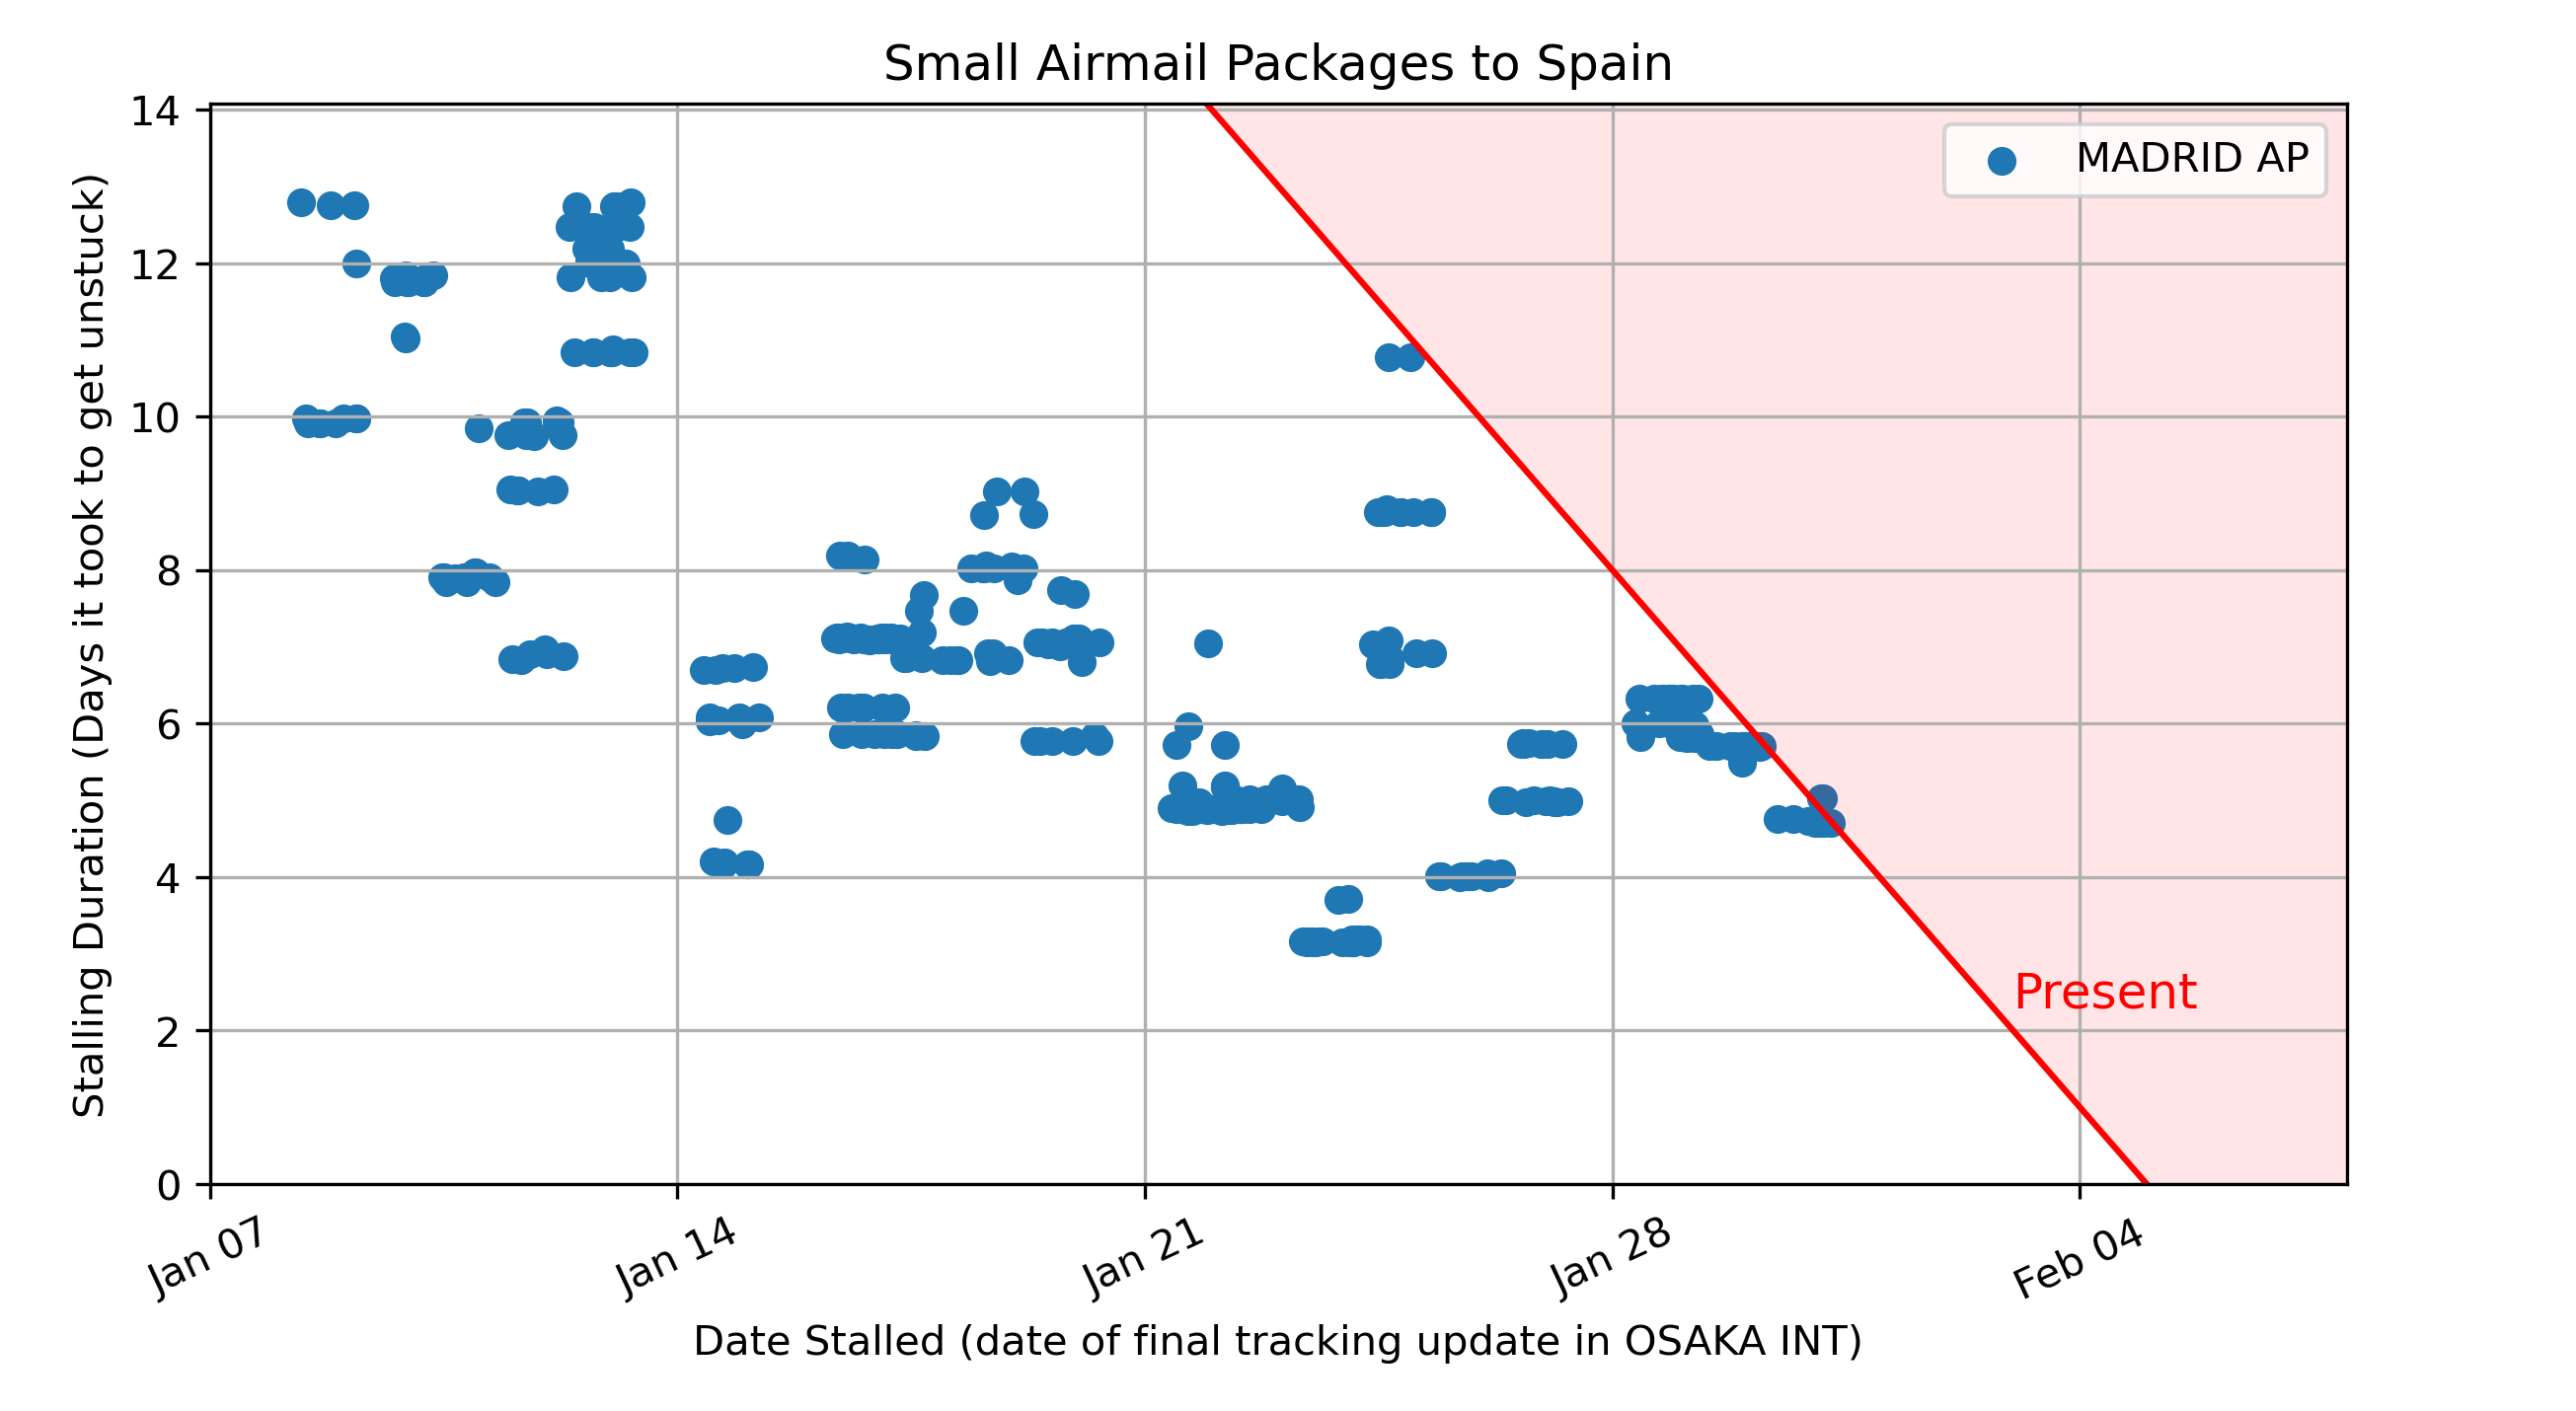 Small Airmail Packages to Spain
Stalling Duration (Days it took to get unstuck)
14
12
10
8
6
4
2
0
MADRID AP
Present
Jan 07
Jan 14
Jan 21
Jan 28
Feb 04
Date Stalled (date of final tracking update in OSAKA INT)